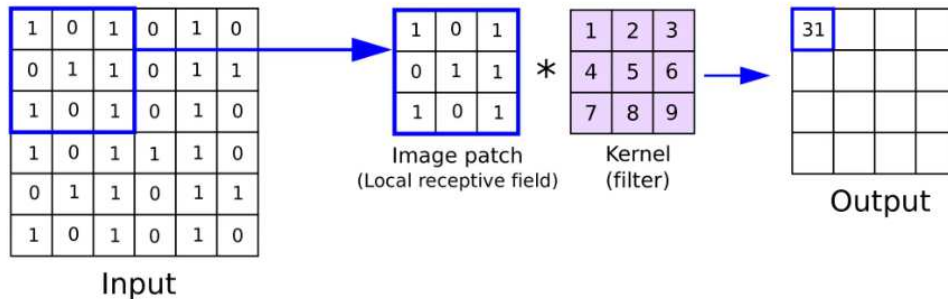 1 0 1 0 1 0
0 1 1 0 1 1
1 0 1 0 1 0
1 0 1 1 1 0
0 1 1 0 1 1
1 0 1 0 1 0
Input
1 0 1
0 1 1
1 0 1
Image patch
(Local receptive field)
*
1 2 3
4 5 6
7 8 9
Kernel
(filter)
31
Output